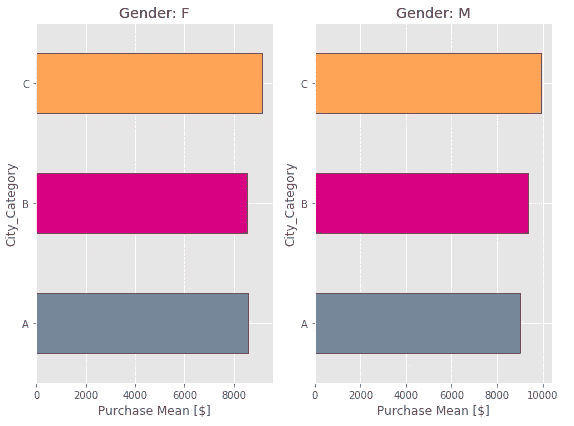 Gender: F
City_Category
C
B
A
0 2000 4000 6000 8000
Purchase Mean [$]
Gender: M
City_Category
C
B
A
0 2000 4000 6000 8000 10000
Purchase Mean [$]